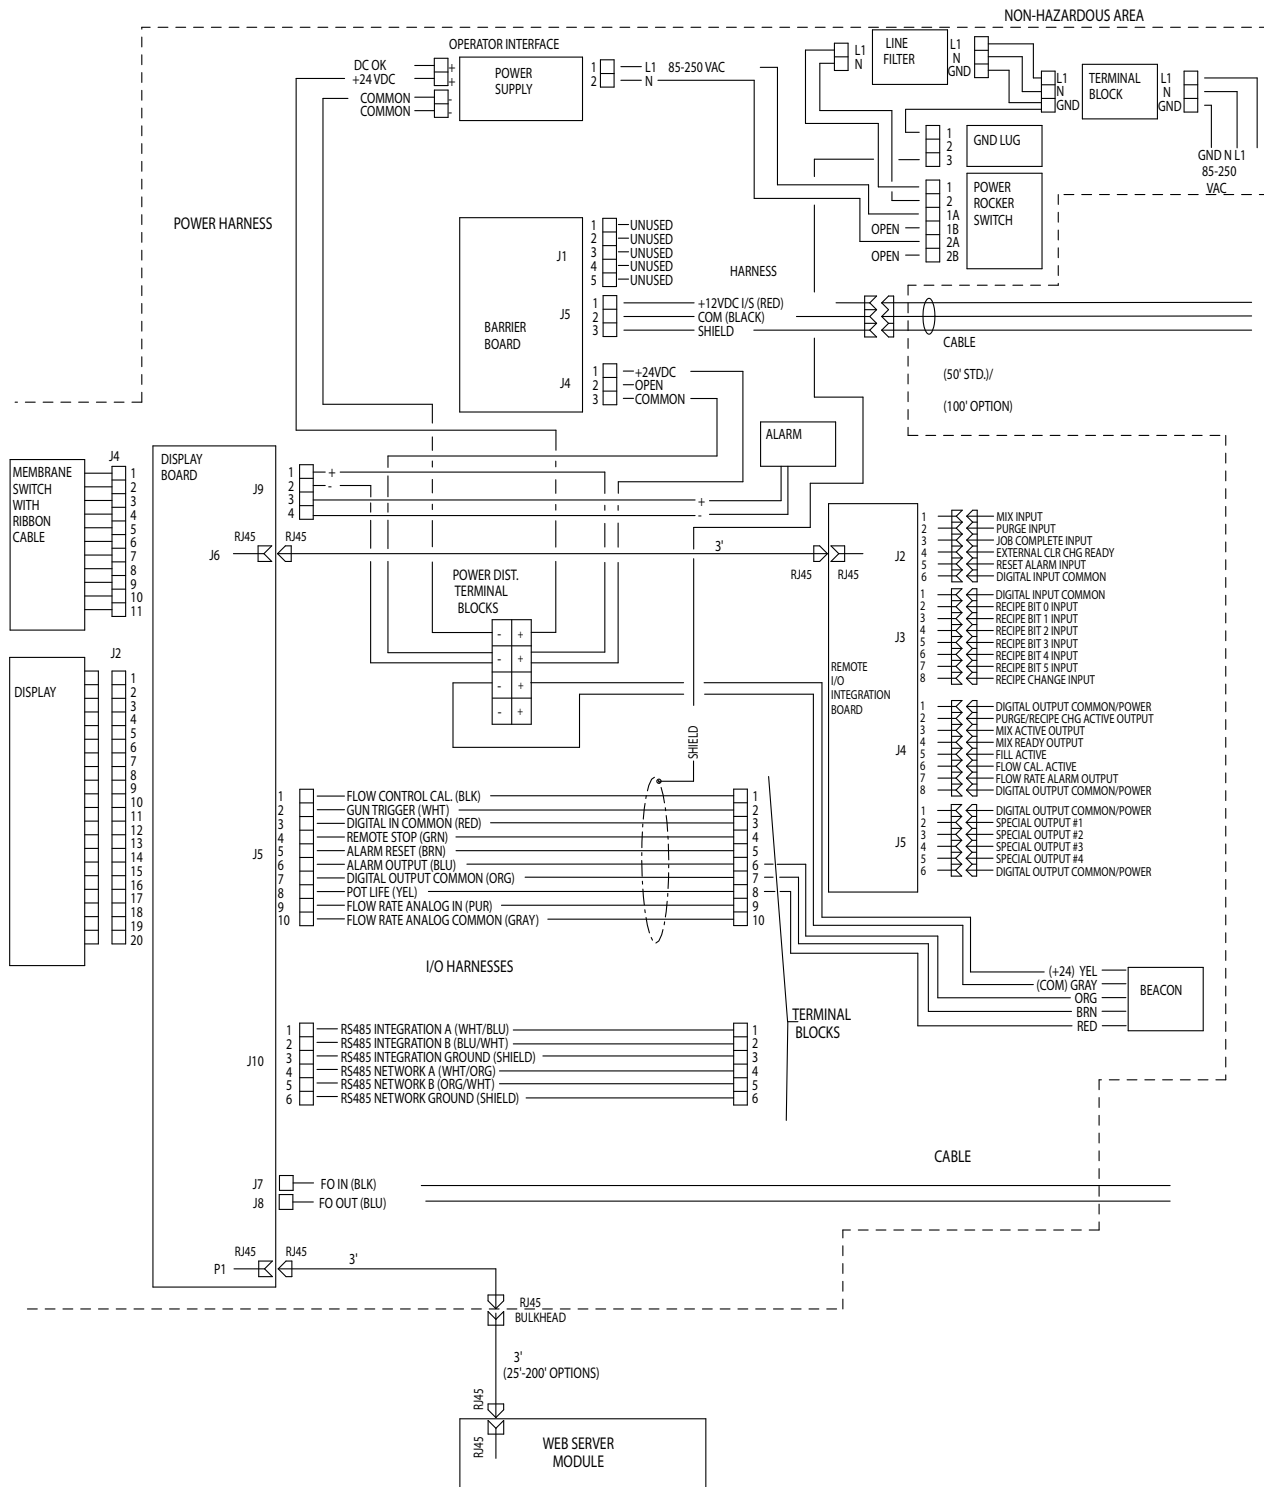 NON-HAZARDOUS AREA
OPERATOR INTERFACE
DC OK
+24 VDC
COMMON
COMMON
+
+
-
-
POWER
SUPPLY
1
2
L1 85-250 VAC
N
L1
N
LINE
FILTER
L1
N
GND
L1
N
GND
TERMINAL
BLOCK
L1
N
GND
GND N L1
85-250
VAC
1
2
3
GND LUG
1
2
1A
1B
2A
2B
OPEN
OPEN
POWER
ROCKER
SWITCH
POWER HARNESS
BARRIER
BOARD
J1
1 UNUSED
2 UNUSED
3 UNUSED
4 UNUSED
5 UNUSED
HARNESS
J5
1 +12VDC I/S (RED)
2 COM (BLACK)
3 SHIELD
J4
1 +24VDC
2 OPEN
3 COMMON
CABLE
(50' STD.)/
(100' OPTION)
ALARM
MEMBRANE
SWITCH
WITH
RIBBON
CABLE
J4
1
2
3
4
5
6
7
8
9
10
11
DISPLAY
BOARD
J9
1 +
2 -
3
4
+
-
J6
RJ45
RJ45
3'
RJ45
RJ45
POWER DIST.
TERMINAL
BLOCKS
- +
- +
- +
- +
DISPLAY
J2
1
2
3
4
5
6
7
8
9
10
11
12
13
14
15
16
17
18
19
20
SHIELD
REMOTE
I/O
INTEGRATION
BOARD
J2
1 MIX INPUT
2 PURGE INPUT
3 JOB COMPLETE INPUT
4 EXTERNAL CLR CHG READY
5 RESET ALARM INPUT
6 DIGITAL INPUT COMMON
J3
1 DIGITAL INPUT COMMON
2 RECIPE BIT 0 INPUT
3 RECIPE BIT 1 INPUT
4 RECIPE BIT 2 INPUT
5 RECIPE BIT 3 INPUT
6 RECIPE BIT 4 INPUT
7 RECIPE BIT 5 INPUT
8 RECIPE CHANGE INPUT
J4
1 DIGITAL OUTPUT COMMON/POWER
2 PURGE/RECIPE CHG ACTIVE OUTPUT
3 MIX ACTIVE OUTPUT
4 MIX READY OUTPUT
5 FILL ACTIVE
6 FLOW CAL. ACTIVE
7 FLOW RATE ALARM OUTPUT
8 DIGITAL OUTPUT COMMON/POWER
J5
1 DIGITAL OUTPUT COMMON/POWER
2 SPECIAL OUTPUT #1
3 SPECIAL OUTPUT #2
4 SPECIAL OUTPUT #3
5 SPECIAL OUTPUT #4
6 DIGITAL OUTPUT COMMON/POWER
J5
1 FLOW CONTROL CAL. (BLK) 1
2 GUN TRIGGER (WHT) 2
3 DIGITAL IN COMMON (RED) 3
4 REMOTE STOP (GRN) 4
5 ALARM RESET (BRN) 5
6 ALARM OUTPUT (BLU) 6
7 DIGITAL OUTPUT COMMON (ORG) 7
8 POT LIFE (YEL) 8
9 FLOW RATE ANALOG IN (PUR) 9
10 FLOW RATE ANALOG COMMON (GRAY) 10
I/O HARNESSES
(+24) YEL
(COM) GRAY
ORG
BRN
RED
BEACON
TERMINAL
BLOCKS
J10
1 RS485 INTEGRATION A (WHT/BLU) 1
2 RS485 INTEGRATION B (BLU/WHT) 2
3 RS485 INTEGRATION GROUND (SHIELD) 3
4 RS485 NETWORK A (WHT/ORG) 4
5 RS485 NETWORK B (ORG/WHT) 5
6 RS485 NETWORK GROUND (SHIELD) 6
CABLE
J7 FO IN (BLK)
J8 FO OUT (BLU)
P1
RJ45
RJ45
3'
RJ45
BULKHEAD
3'
(25'-200' OPTIONS)
RJ45
RJ45
WEB SERVER
MODULE